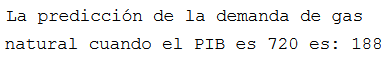 La predicción de la demanda de gas
natural cuando el PIB es 720 es: 188